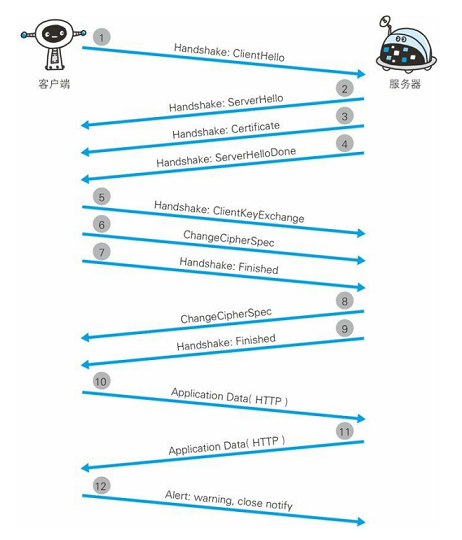 1
Handshake: ClientHello
客户端
服务器
2
Handshake: ServerHello
3
Handshake: Certificate
4
Handshake: ServerHelloDone
5
Handshake: ClientKeyExchange
6
ChangeCipherSpec
7
Handshake: Finished
8
ChangeCipherSpec
9
Handshake: Finished
10
Application Data( HTTP )
11
Application Data( HTTP )
12
Alert: warning, close notify